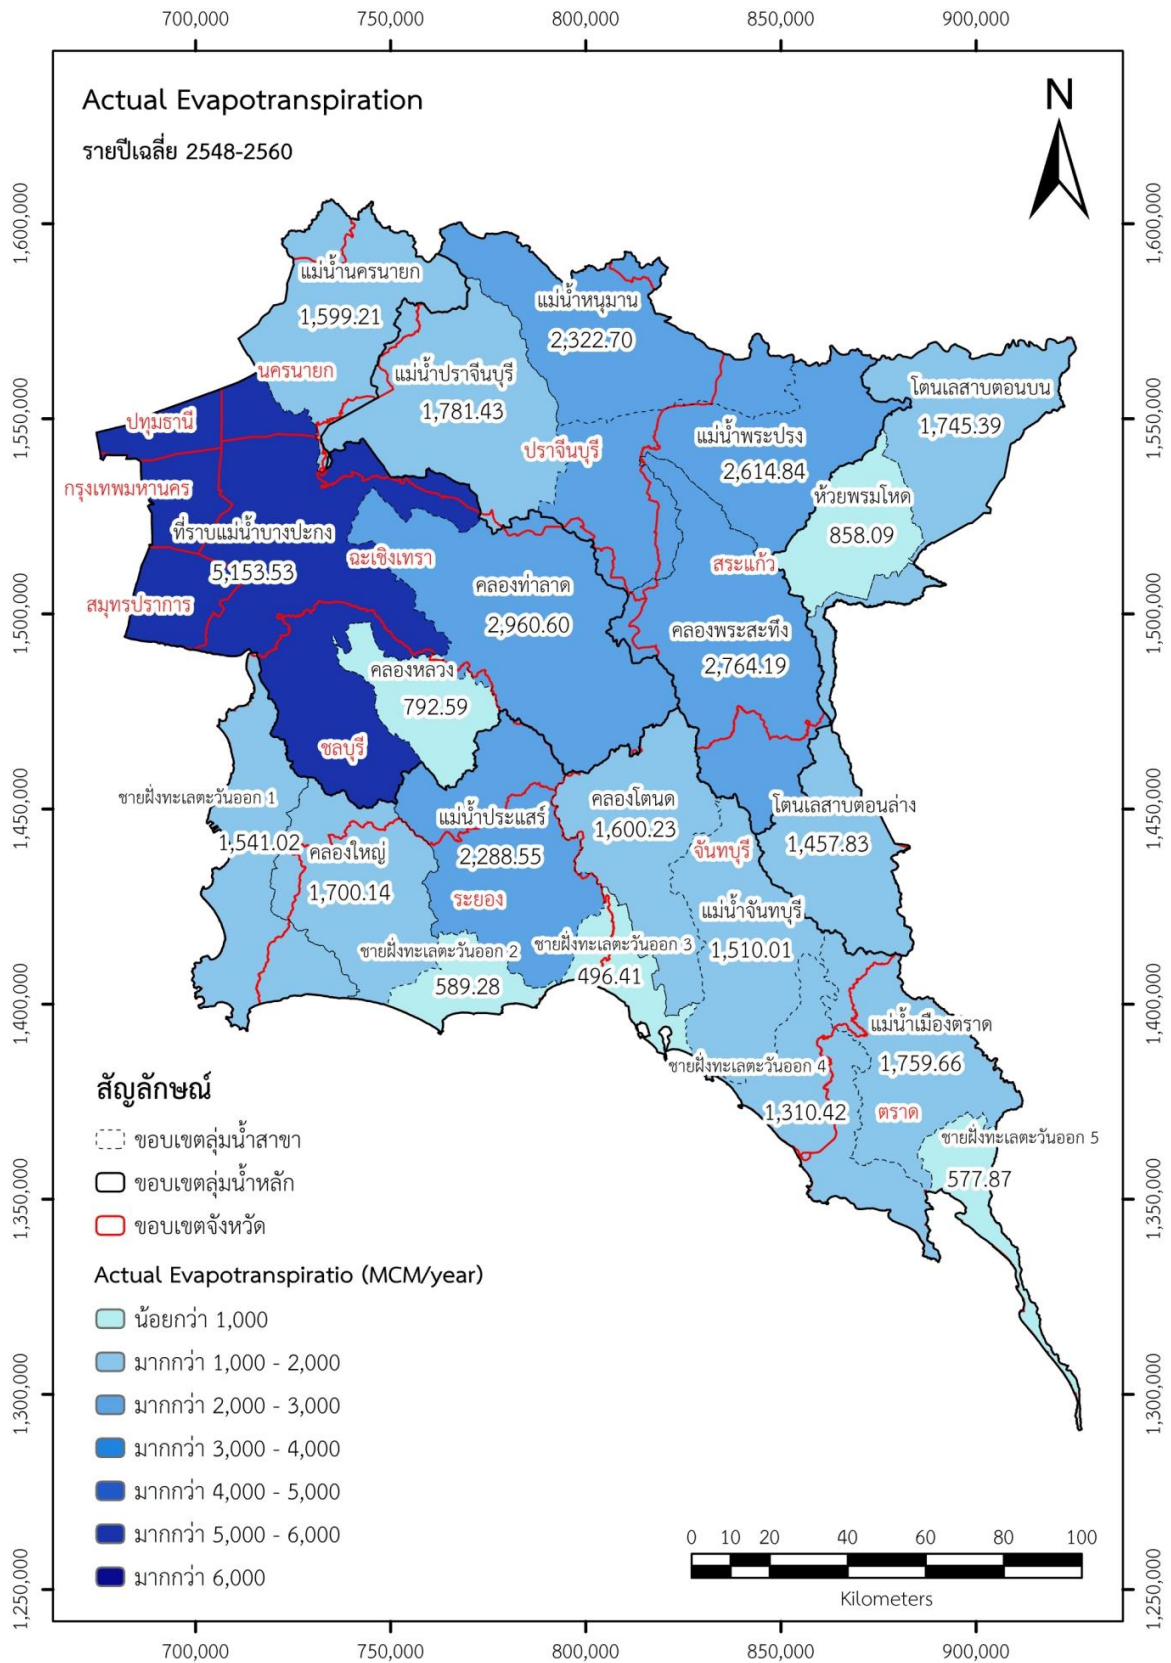 700,000 750,000 800,000 850,000 900,000
Actual Evapotranspiration
รายปีเฉลี่ย 2548-2560
N
1,600,000
1,600,000
แม่น้ำนครนายก
1,599.21
แม่น้ำหนุมาน
2,322.70
นครนายก
แม่น้ำปราจีนบุรี
1,781.43
โตนเลสาบตอนบน
1,745.39
1,550,000
1,550,000
ปทุมธานี
ปราจีนบุรี
แม่น้ำพระปรง
2,614.84
กรุงเทพมหานคร
ห้วยพรมโหด
858.09
ที่ราบแม่น้ำบางปะกง
5,153.53
ฉะเชิงเทรา
สระแก้ว
คลองท่าลาด
2,960.60
สมุทรปราการ
1,500,000
1,500,000
คลองพระสะทึง
2,764.19
คลองหลวง
792.59
ชลบุรี
ชายฝั่งทะเลตะวันออก 1
1,541.02
1,450,000
1,450,000
แม่น้ำประแสร์
2,288.55
คลองโตนด
1,600.23
โตนเลสาบตอนล่าง
1,457.83
คลองใหญ่
1,700.14
จันทบุรี
ระยอง
แม่น้ำจันทบุรี
1,510.01
ชายฝั่งทะเลตะวันออก 2
589.28
ชายฝั่งทะเลตะวันออก 3
496.41
1,400,000
1,400,000
แม่น้ำเมืองตราด
1,759.66
ชายฝั่งทะเลตะวันออก 4
1,310.42
ตราด
ชายฝั่งทะเลตะวันออก 5
577.87
สัญลักษณ์
ขอบเขตลุ่มน้ำสาขา
ขอบเขตลุ่มน้ำหลัก
ขอบเขตจังหวัด
1,350,000
1,350,000
Actual Evapotranspiratio (MCM/year)
น้อยกว่า 1,000
มากกว่า 1,000 - 2,000
มากกว่า 2,000 - 3,000
มากกว่า 3,000 - 4,000
มากกว่า 4,000 - 5,000
มากกว่า 5,000 - 6,000
มากกว่า 6,000
1,300,000
1,300,000
0 10 20 40 60 80 100
Kilometers
1,250,000
1,250,000
700,000 750,000 800,000 850,000 900,000